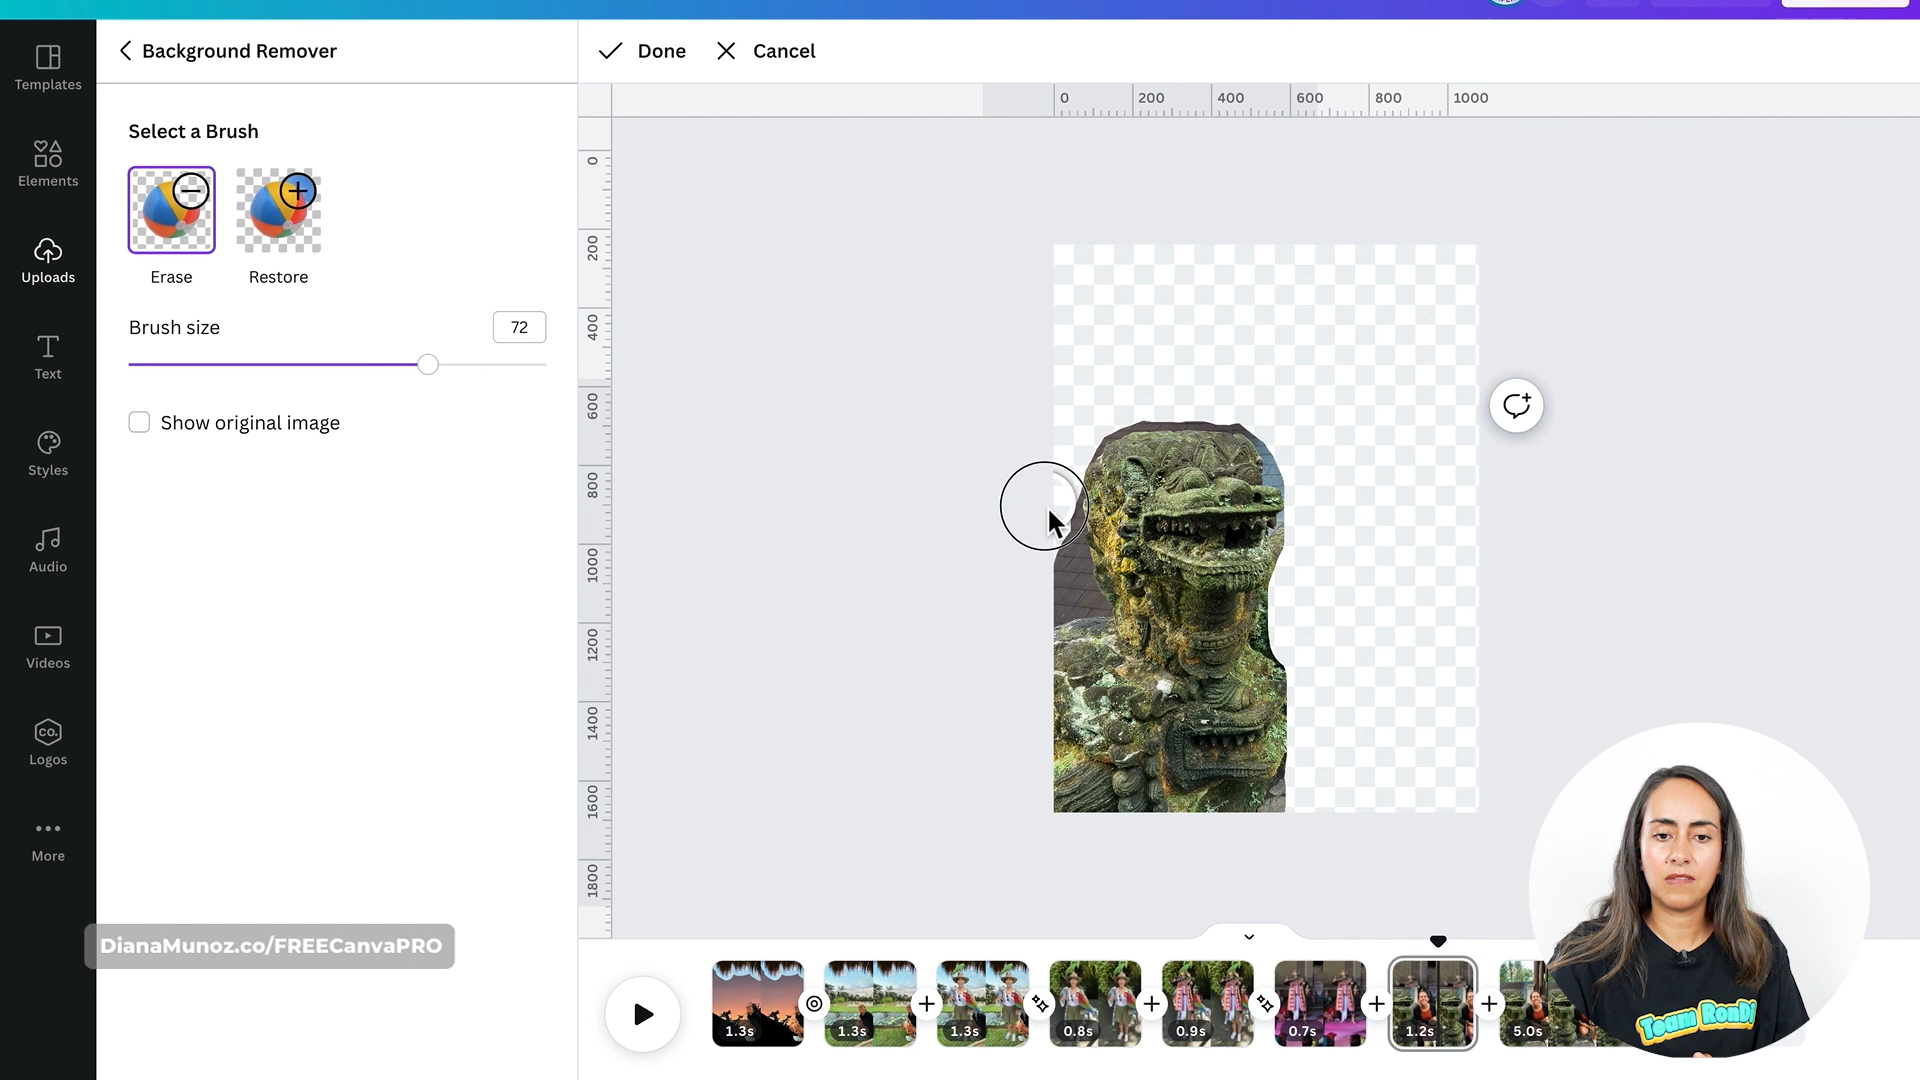 Background Remover
Done
Cancel
Templates
Elements
Uploads
Text
Styles
Audio
Videos
co.
Logos
More
Select a Brush
Erase
Restore
Brush size
72
Show original image
0 200 400 600 800 1000
0
200
400
600
800
1000
1200
1400
1600
1800
DianaMunoz.co/FREECanvaPRO
1.3s
1.3s
1.3s
0.8s
0.9s
0.7s
1.2s
5.0s
Team RonDi